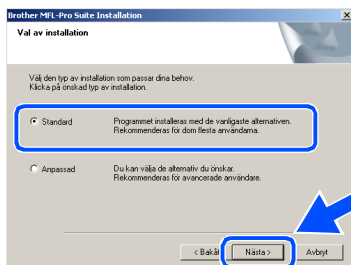 Brother MFL-Pro Suite Installation
Val av installation
Välj den typ av installation som passar dina behov.
Klicka på önskad typ av installation.
Standard
Programmet installeras med de vanligaste alternativen.
Rekommenderas för dom flesta användarna.
Anpassad
Du kan välja de alternativ du önskar.
Rekommenderas för avancerade användare.
< Bakåt
Nästa >
Avbryt